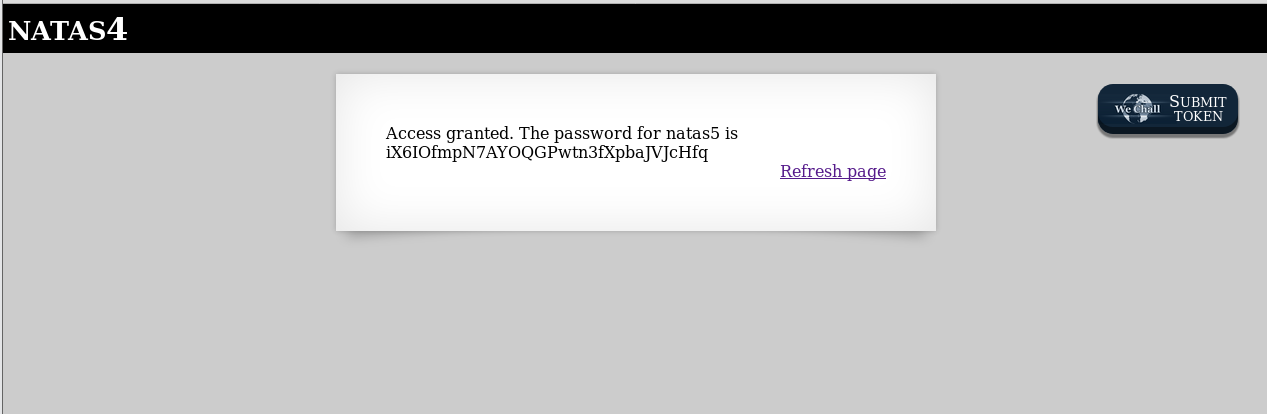 NATAS4
Access granted. The password for natas5 is
iX6IOfmpN7AYOQGPwtn3fXpbaJVJcHfq
Refresh page
We Chall
SUBMIT
TOKEN